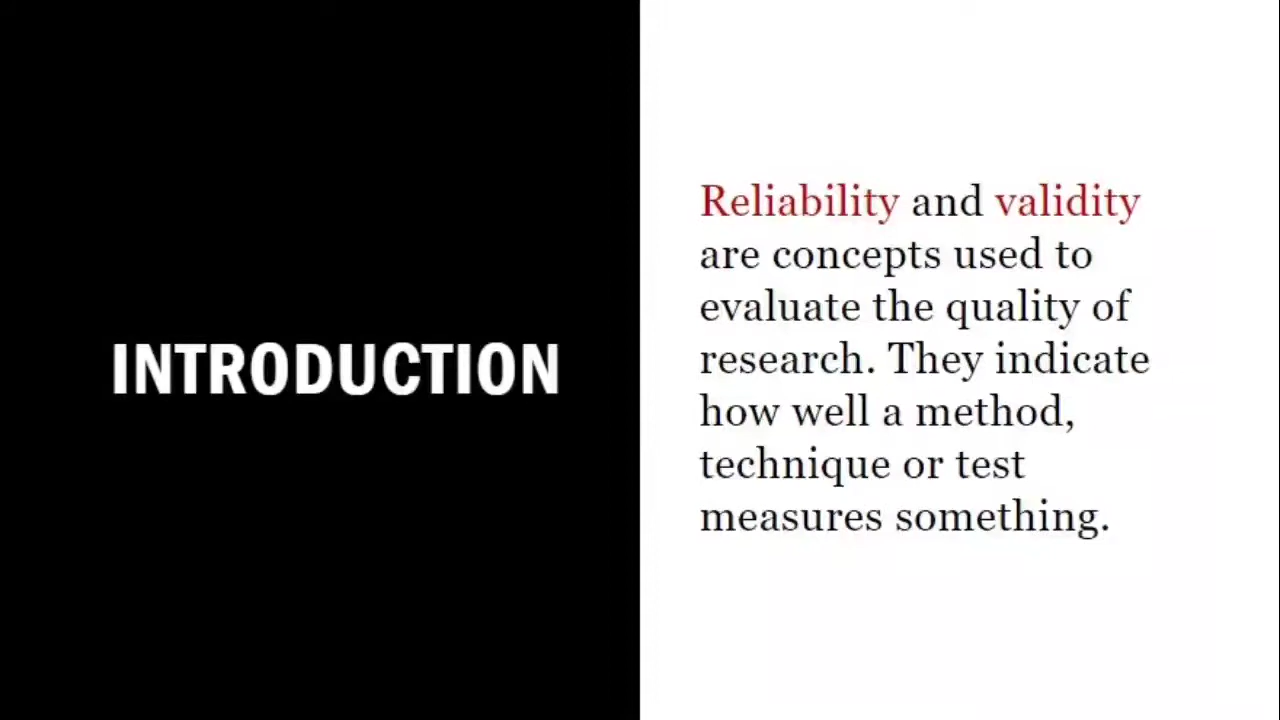 INTRODUCTION
Reliability and validity
are concepts used to
evaluate the quality of
research. They indicate
how well a method,
technique or test
measures something.